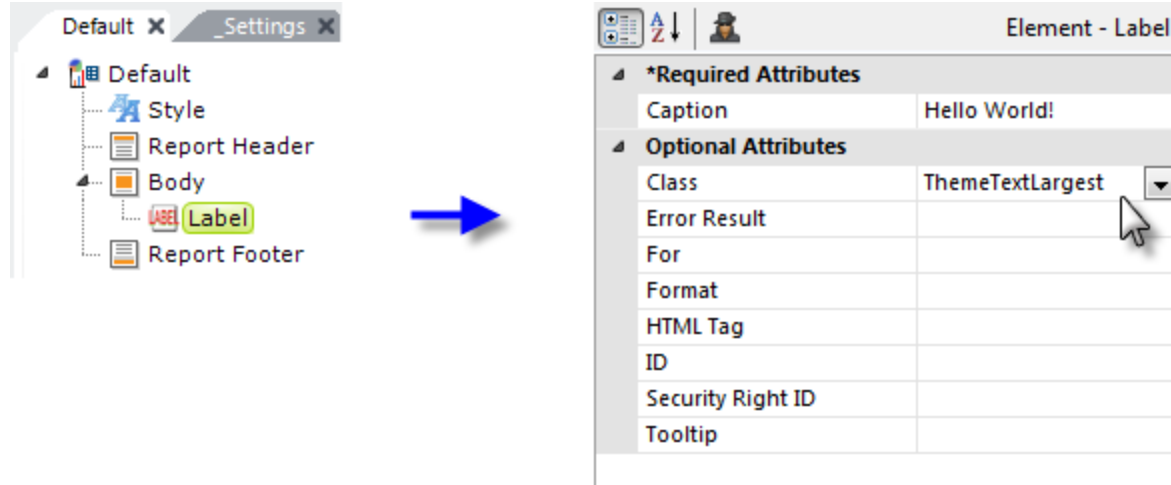 Default
_Settings
Default
Style
Report Header
Body
LABEL Label
Report Footer
A
Z
Element - Label
*Required Attributes
Caption Hello World!
Optional Attributes
Class ThemeTextLargest
Error Result
For
Format
HTML Tag
ID
Security Right ID
Tooltip